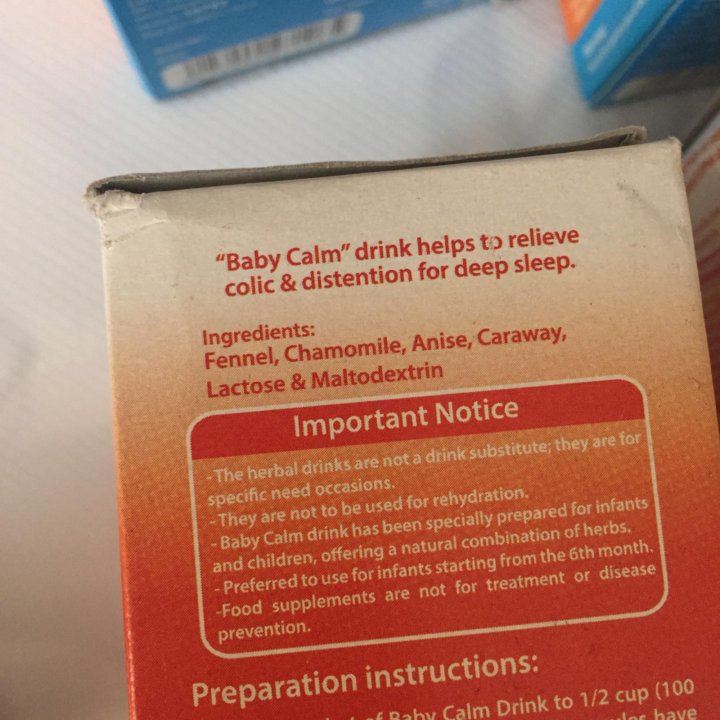 "Baby Calm" drink helps to relieve
colic & distention for deep sleep.
Ingredients:
Fennel, Chamomile, Anise, Caraway,
Lactose & Maltodextrin
Important Notice
- The herbal drinks are not a drink substitute; they are for
specific need occasions.
- They are not to be used for rehydration.
- Baby Calm drink has been specially prepared for infants
and children, offering a natural combination of herbs.
- Preferred to use for infants starting from the 6th month.
-Food supplements are not for treatment or disease
prevention.
Preparation instructions:
of Baby Calm Drink to 1/2 cup (100
have